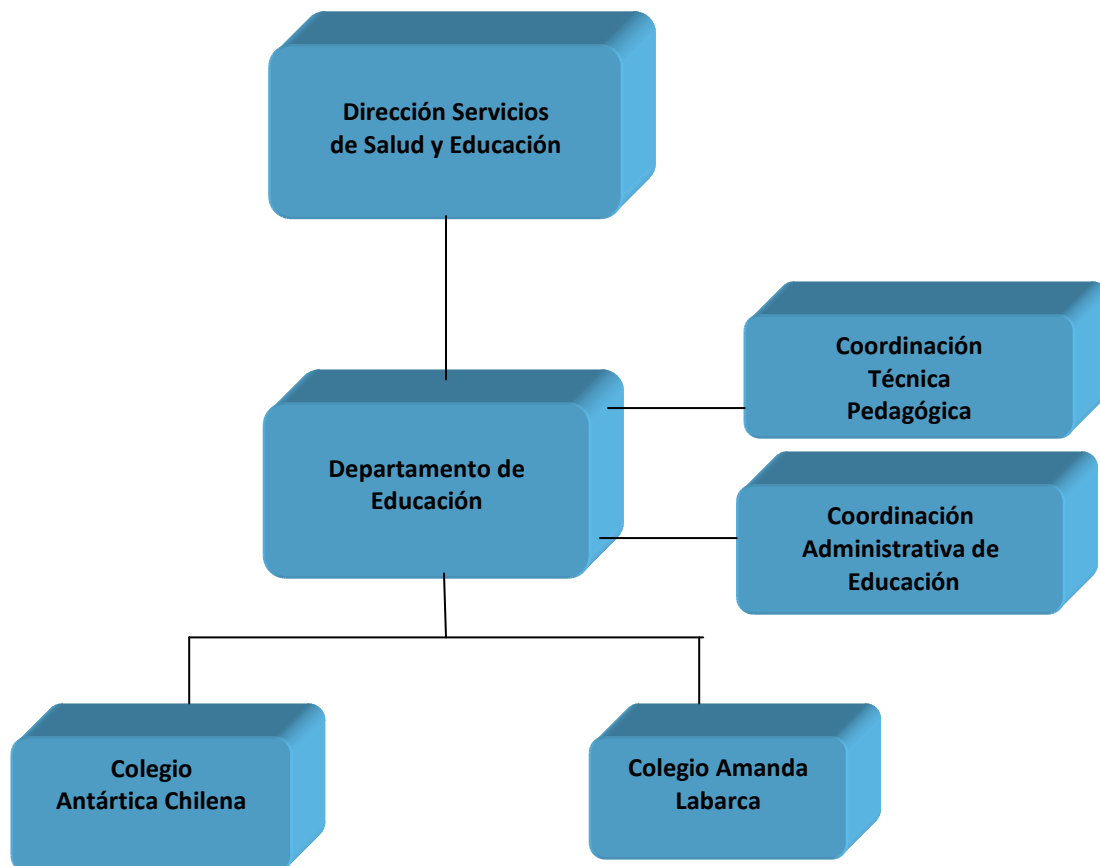 Dirección Servicios
de Salud y Educación
Coordinación
Técnica
Pedagógica
Departamento de
Educación
Coordinación
Administrativa de
Educación
Colegio
Antártica Chilena
Colegio Amanda
Labarca